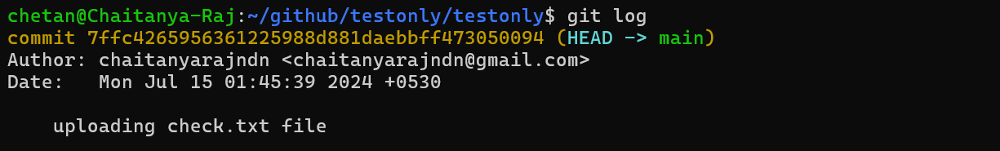 chetan@Chaitanya-Raj:~/github/testonly/testonly$ git log
commit 7ffc4265956361225988d881daebbff473050094 (HEAD -> main)
Author: chaitanyarajndn <chaitanyarajndn@gmail.com>
Date:   Mon Jul 15 01:45:39 2024 +0530
    uploading check.txt file